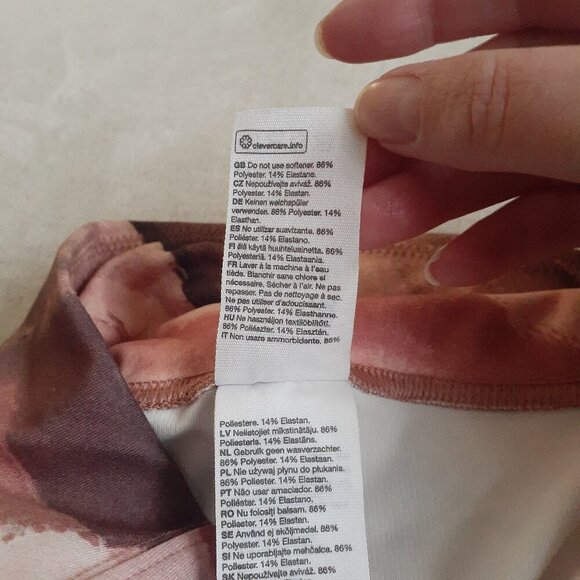 clevercare.info
GB Do not use softener. 86%
Polyester. 14% Elastane.
CZ Nepoužívejte aviváž. 86%
Polyester. 14% Elastan.
DE Keinen weichspüler
verwenden. 86% Polyester. 14%
Elasthan.
ES No utilizar suavizante. 86%
Poliéster. 14% Elastano.
FI älä käytä huuhteluainetta. 86%
Polyesteriä. 14% Elastaania.
FR Laver à la machine à l'eau
tiède. Blanchir sans chlore si
nécessaire. Sécher à l'air. Ne pas
repasser. Pas de nettoyage à sec.
Ne pas utiliser d'adoucissant.
86% Polyester. 14% Elasthanne.
HU Ne használjon textilöblítőt!
86% Poliészter. 14% Elasztén.
IT Non usare ammorbidente. 86%
Poliestere. 14% Elastan.
LV Nelietojiet mīkstinātāju. 86%
Poliesteris. 14% Elastāns.
NL Gebruik geen wasverzachter.
86% Polyester. 14% Elastaan.
PL Nie używaj płynu do płukania.
86% Poliester. 14% Elastan.
PT Não usar amaciador. 86%
Poliéster. 14% Elastano.
RO Nu folosiţi balsam. 86%
Poliester. 14% Elastan.
SE Använd ej sköljmedel. 86%
Polyester. 14% Elastan.
SI Ne uporabljajte mehčalca. 86%
Poliester. 14% Elastan.
SK Nepoužívajte aviváž. 86%